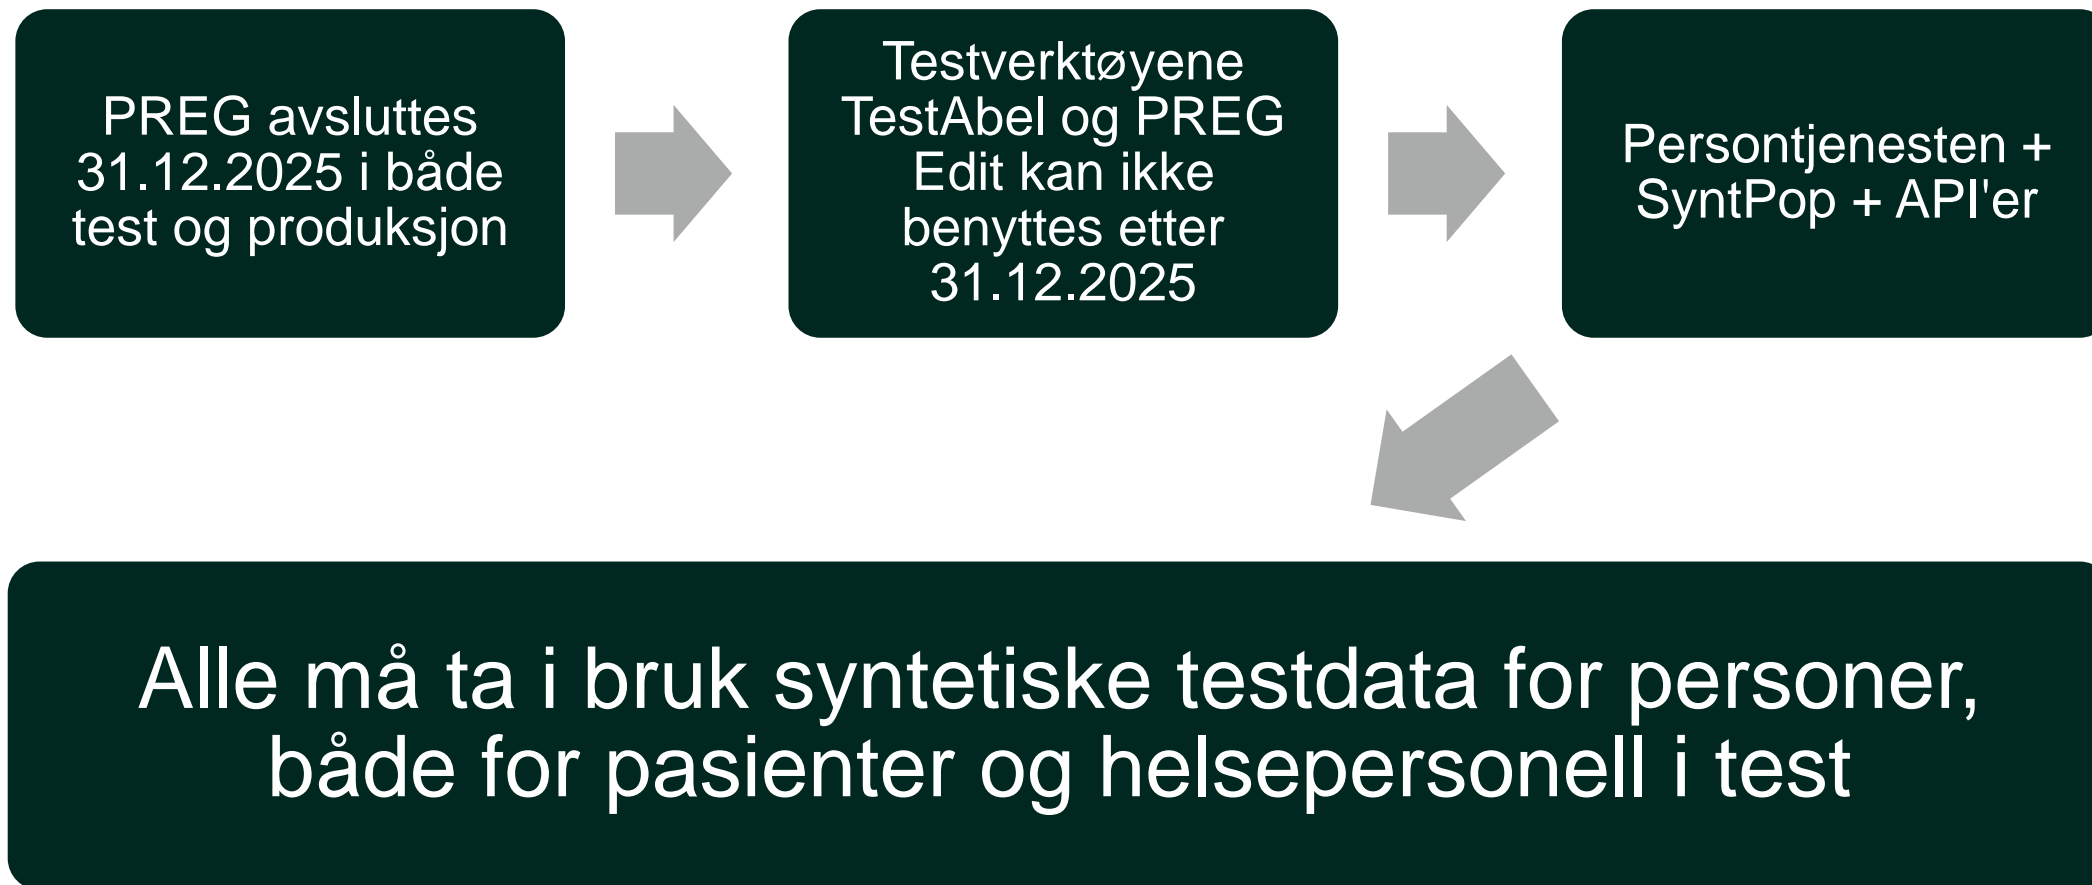 PREG avsluttes
31.12.2025 i både
test og produksjon
Testverktøyene
TestAbel og PREG
Edit kan ikke
benyttes etter
31.12.2025
Persontjenesten +
SyntPop + API'er
Alle må ta i bruk syntetiske testdata for personer,
både for pasienter og helsepersonell i test